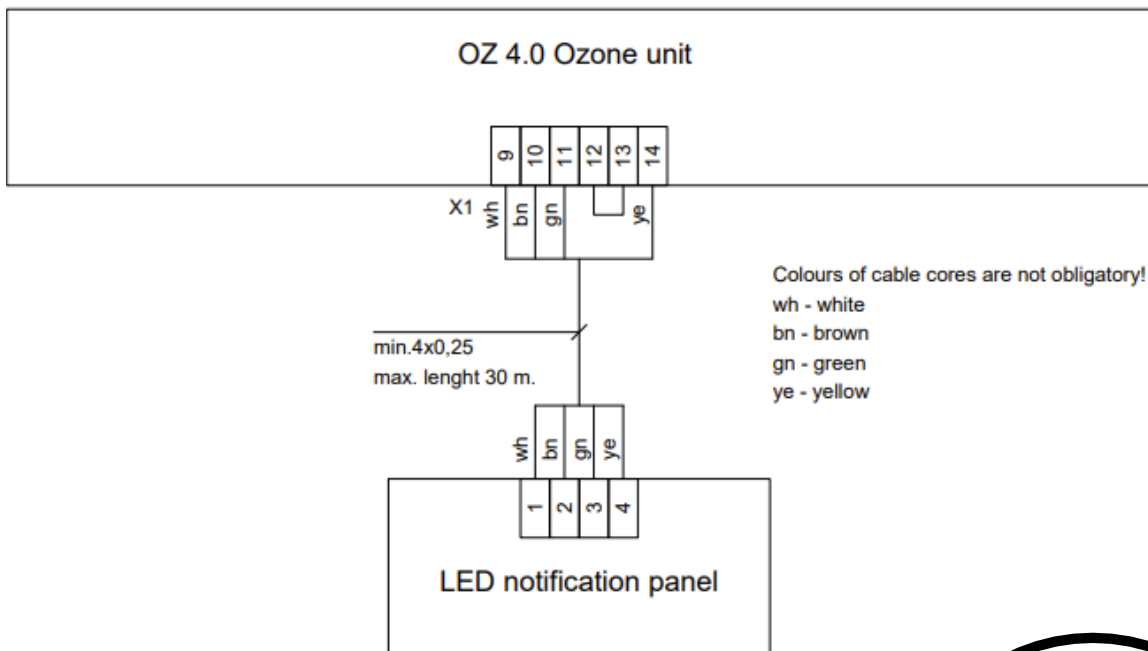 OZ 4.0 Ozone unit
9 10 11 12 13 14
X1 wh bn gn ye
Colours of cable cores are not obligatory!
wh - white
bn - brown
gn - green
ye - yellow
min.4x0,25
max. lenght 30 m.
wh bn gn ye
1 2 3 4
LED notification panel